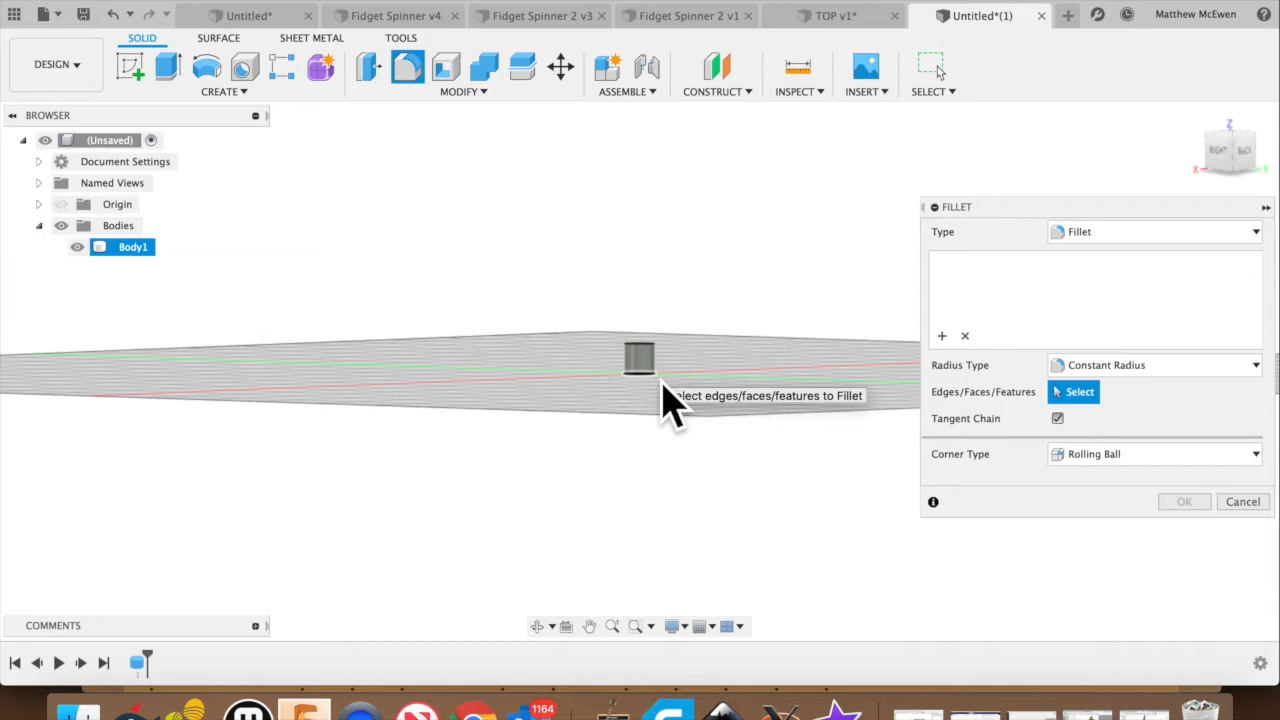 Untitled*
Fidget Spinner v4
Fidget Spinner 2 v3
Fidget Spinner 2 v1
TOP v1*
Untitled*(1)
Matthew McEwen
SOLID
SURFACE
SHEET METAL
TOOLS
DESIGN
CREATE
MODIFY
ASSEMBLE
CONSTRUCT
INSPECT
INSERT
SELECT
BROWSER
(Unsaved)
Document Settings
Named Views
Origin
Bodies
Body1
Z
RIGHT
BACK
X
Y
FILLET
Type
Fillet
Radius Type
Constant Radius
Edges/Faces/Features
Select
Tangent Chain
Corner Type
Rolling Ball
OK
Cancel
elect edges/faces/features to Fillet
COMMENTS
1164